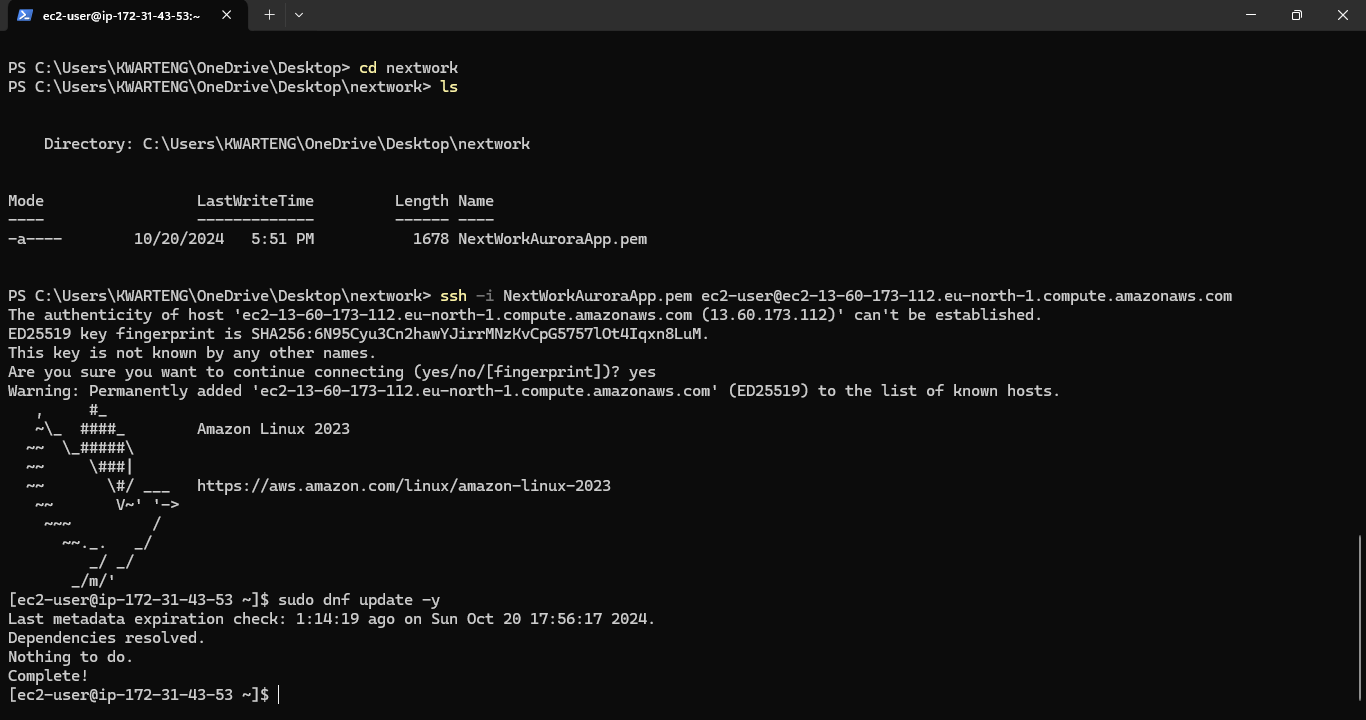 ec2-user@ip-172-31-43-53:~
PS C:\Users\KWARTENG\OneDrive\Desktop> cd nextwork
PS C:\Users\KWARTENG\OneDrive\Desktop\nextwork> ls
    Directory: C:\Users\KWARTENG\OneDrive\Desktop\nextwork
Mode                 LastWriteTime         Length Name
----                 -------------         ------ ----
-a----        10/20/2024   5:51 PM           1678 NextWorkAuroraApp.pem
PS C:\Users\KWARTENG\OneDrive\Desktop\nextwork> ssh -i NextWorkAuroraApp.pem ec2-user@ec2-13-60-173-112.eu-north-1.compute.amazonaws.com
The authenticity of host 'ec2-13-60-173-112.eu-north-1.compute.amazonaws.com (13.60.173.112)' can't be established.
ED25519 key fingerprint is SHA256:6N95Cyu3Cn2hawYJirrMNzKvCpG5757lOt4Iqxn8LuM.
This key is not known by any other names.
Are you sure you want to continue connecting (yes/no/[fingerprint])? yes
Warning: Permanently added 'ec2-13-60-173-112.eu-north-1.compute.amazonaws.com' (ED25519) to the list of known hosts.
   ,     #_
   ~\_  ####_        Amazon Linux 2023
  ~~  \_#####\
  ~~     \###|
  ~~       \#/ ___   https://aws.amazon.com/linux/amazon-linux-2023
   ~~       V~' '->
    ~~~         /
      ~~._.   _/
         _/ _/
       _/m/'
[ec2-user@ip-172-31-43-53 ~]$ sudo dnf update -y
Last metadata expiration check: 1:14:19 ago on Sun Oct 20 17:56:17 2024.
Dependencies resolved.
Nothing to do.
Complete!
[ec2-user@ip-172-31-43-53 ~]$